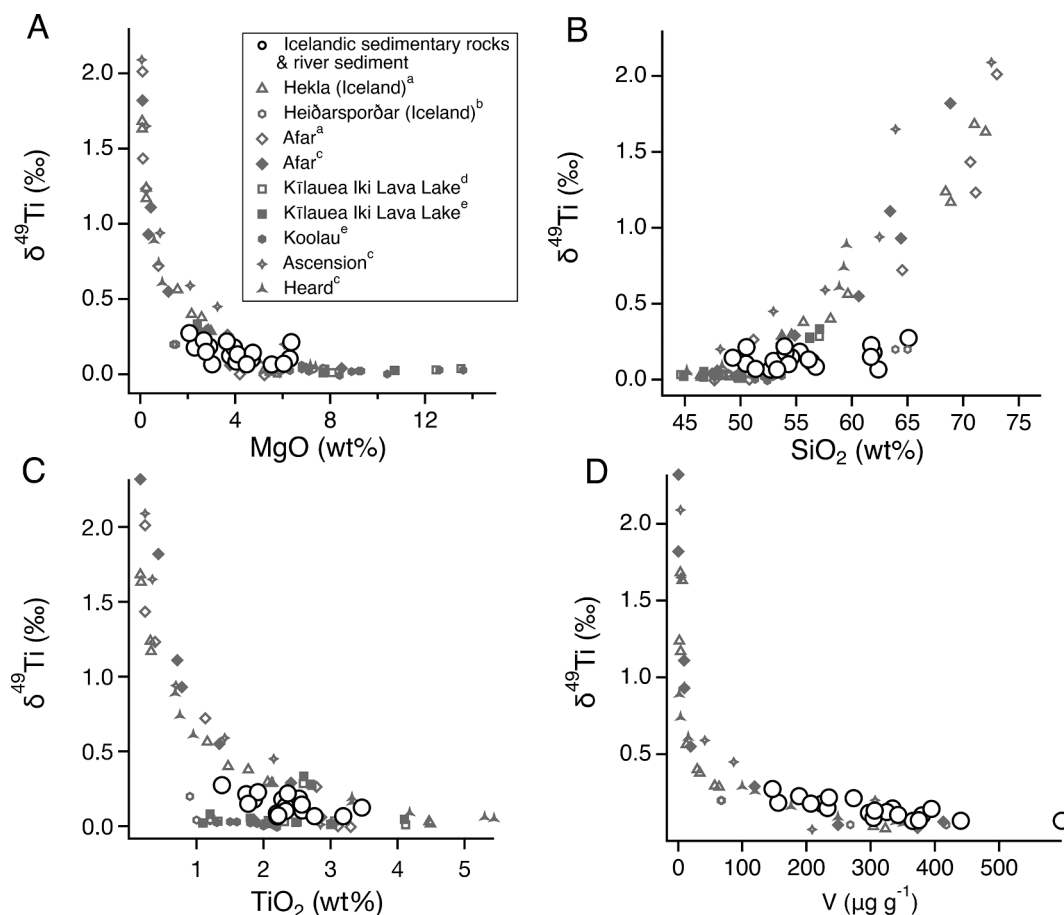 A
δ49Ti (‰)
2.0
1.5
1.0
0.5
0.0
0
4
8
12
MgO (wt%)
Icelandic sedimentary rocks
& river sediment
Hekla (Iceland)a
Heiðarsporðar (Iceland)b
Afara
Afarc
Kīlauea Iki Lava Laked
Kīlauea Iki Lava Lakee
Koolaue
Ascensionc
Heardc
B
δ49Ti (‰)
2.0
1.5
1.0
0.5
0.0
45
50
55
60
65
70
75
SiO2 (wt%)
C
δ49Ti (‰)
2.0
1.5
1.0
0.5
0.0
1
2
3
4
5
TiO2 (wt%)
D
δ49Ti (‰)
2.0
1.5
1.0
0.5
0
100
200
300
400
500
V (µg g-1)